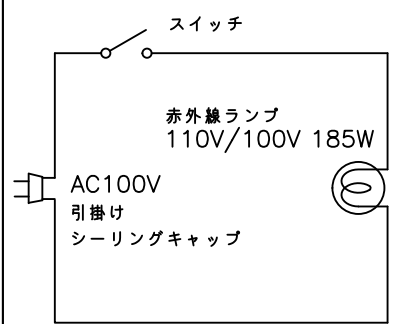 スイッチ
赤外線ランプ
110V/100V 185W
AC100V
引掛け
シーリングキャップ